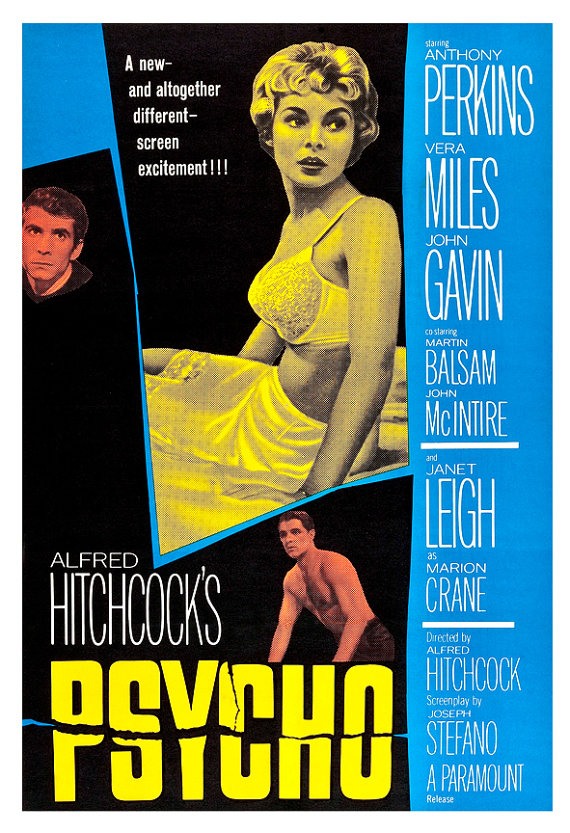 A new–
and altogether
different–
screen
excitement!!!
ALFRED
HITCHCOCK'S
PSYCHO
starring
ANTHONY
PERKINS
VERA
MILES
JOHN
GAVIN
co-starring
MARTIN
BALSAM
JOHN
McINTIRE
and
JANET
LEIGH
as
MARION
CRANE
Directed by
ALFRED
HITCHCOCK
Screenplay by
JOSEPH
STEFANO
A PARAMOUNT
Release